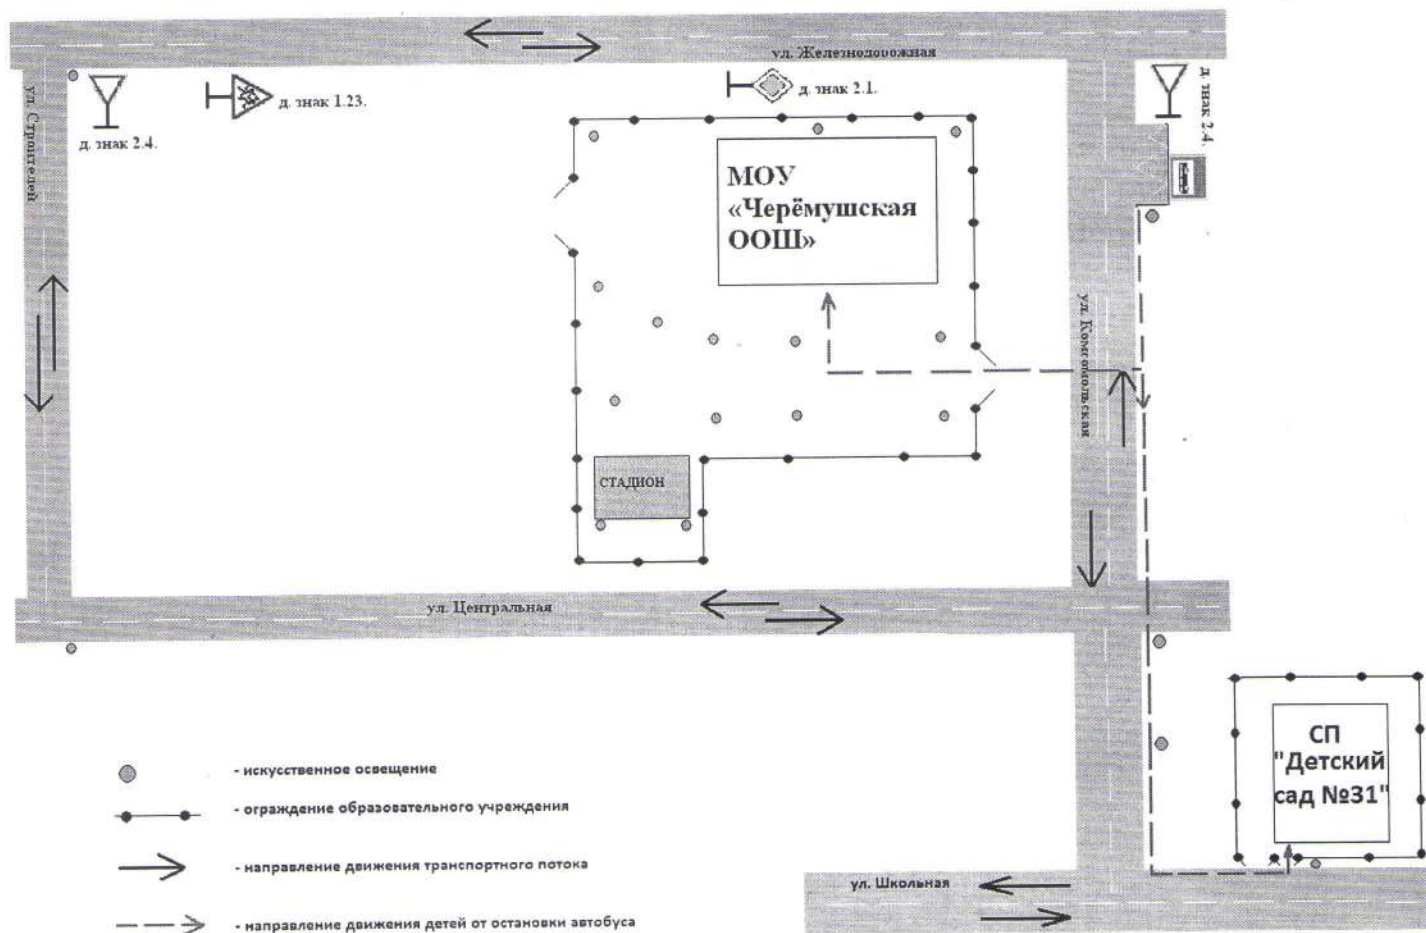 ул. Железнодорожная
д. знак 2.4.
д. знак 1.23.
д. знак 2.1.
д. знак 2.4.
ул. Строителей
МОУ
«Черёмушская
ООШ»
ул. Комсомольская
СТАДИОН
ул. Центральная
СП
"Детский
сад №31"
- искусственное освещение
- ограждение образовательного учреждения
- направление движения транспортного потока
ул. Школьная
- направление движения детей от остановки автобуса